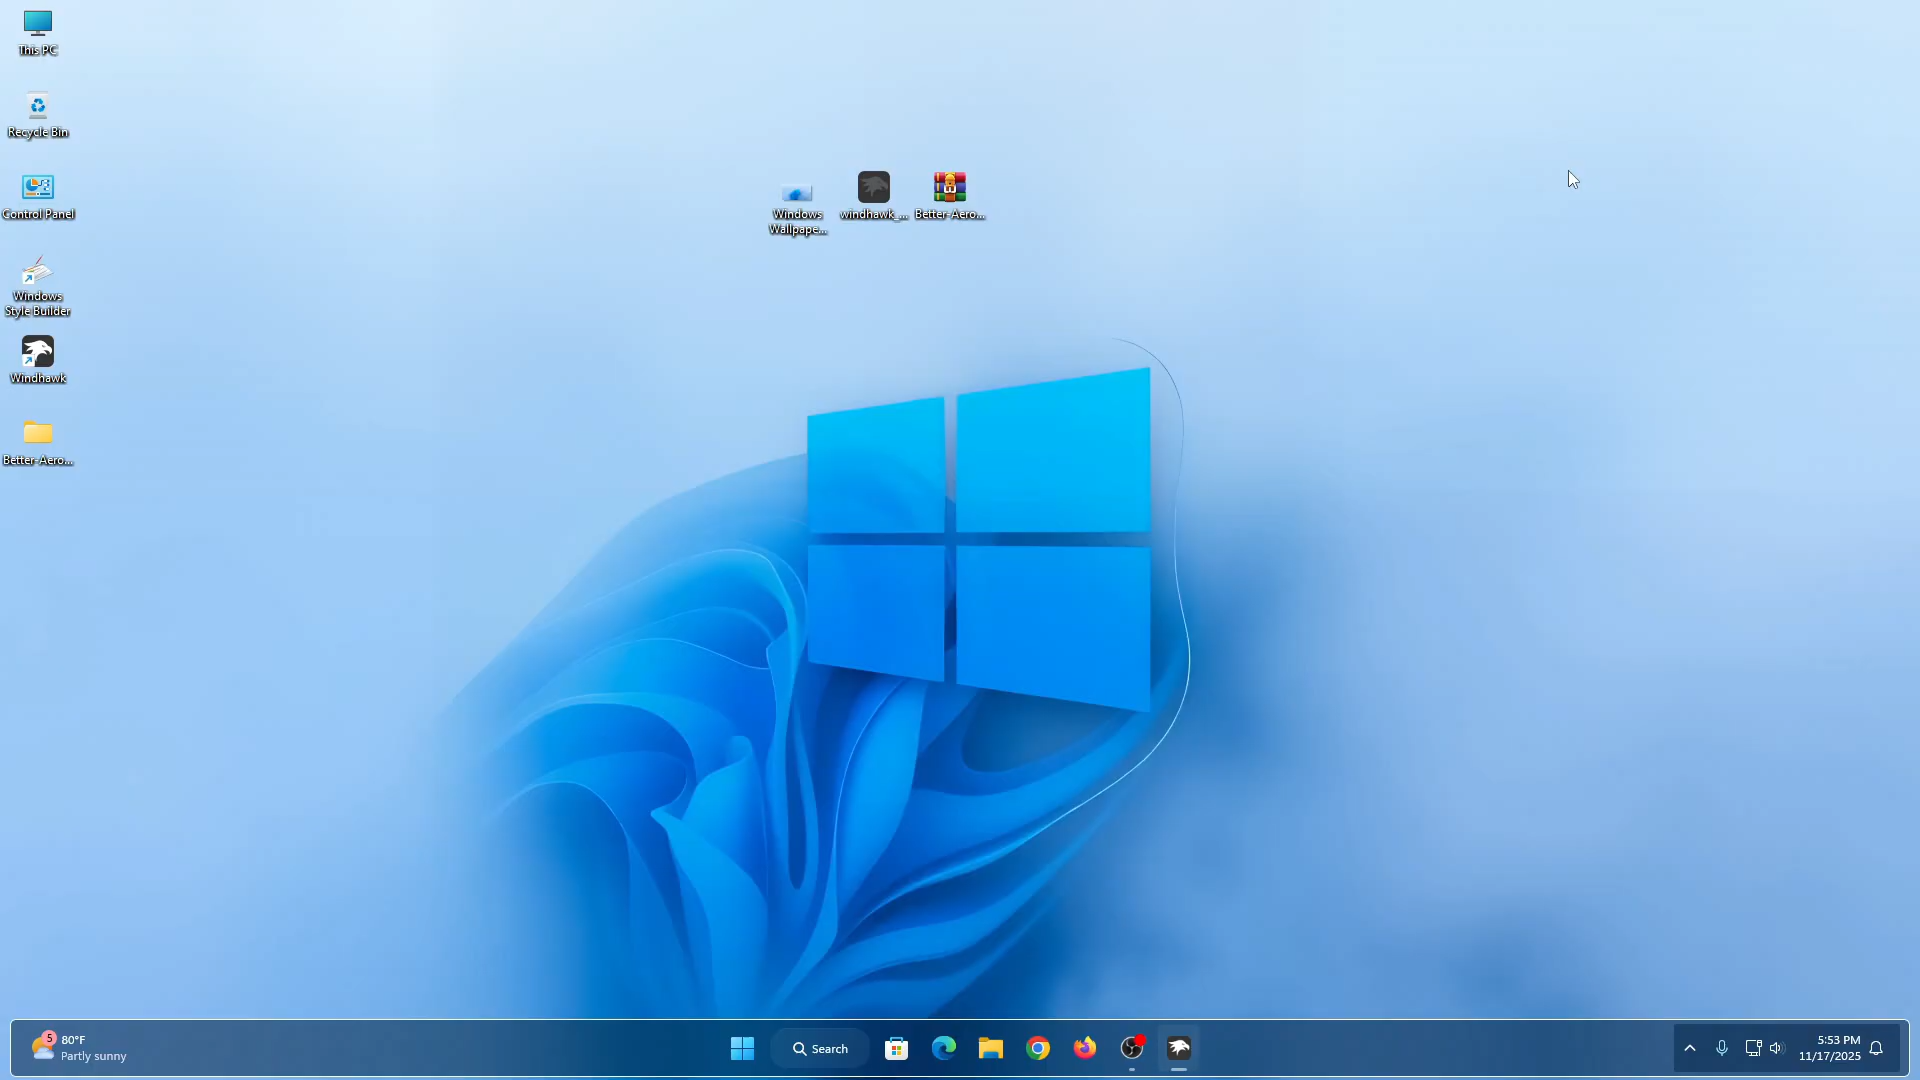 This PC
Recycle Bin
Control Panel
Windows
Style Builder
Windhawk
Better-Aero...
Windows
Wallpape...
windhawk_...
Better-Aero...
5
80°F
Partly sunny
Search
5:53 PM
11/17/2025